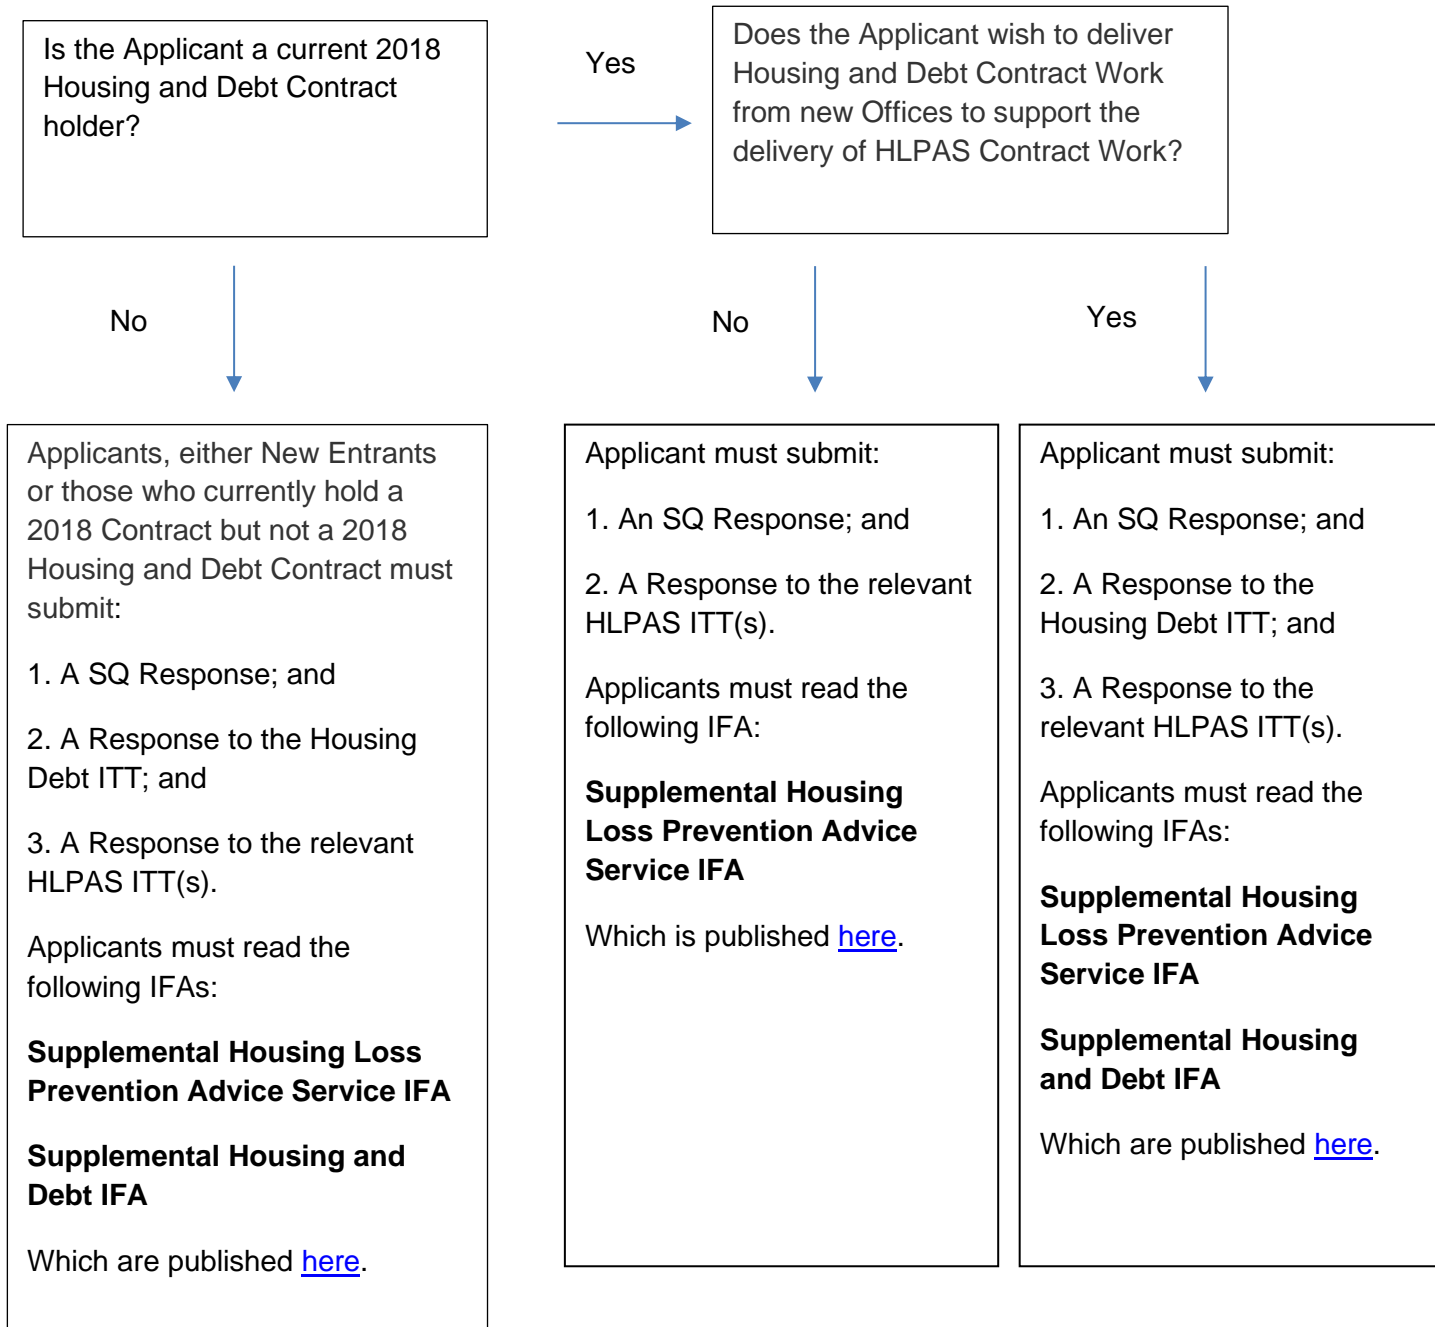 Is the Applicant a current 2018
Housing and Debt Contract
holder?
Yes
Does the Applicant wish to deliver
Housing and Debt Contract Work
from new Offices to support the
delivery of HLPAS Contract Work?
No
No
Yes
Applicants, either New Entrants
or those who currently hold a
2018 Contract but not a 2018
Housing and Debt Contract must
submit:
1. A SQ Response; and
2. A Response to the Housing
Debt ITT; and
3. A Response to the relevant
HLPAS ITT(s).
Applicants must read the
following IFAs:
Supplemental Housing Loss
Prevention Advice Service IFA
Supplemental Housing and
Debt IFA
Which are published here.
Applicant must submit:
1. An SQ Response; and
2. A Response to the relevant
HLPAS ITT(s).
Applicants must read the
following IFA:
Supplemental Housing
Loss Prevention Advice
Service IFA
Which is published here.
Applicant must submit:
1. An SQ Response; and
2. A Response to the
Housing Debt ITT; and
3. A Response to the
relevant HLPAS ITT(s).
Applicants must read the
following IFAs:
Supplemental Housing
Loss Prevention Advice
Service IFA
Supplemental Housing
and Debt IFA
Which are published here.